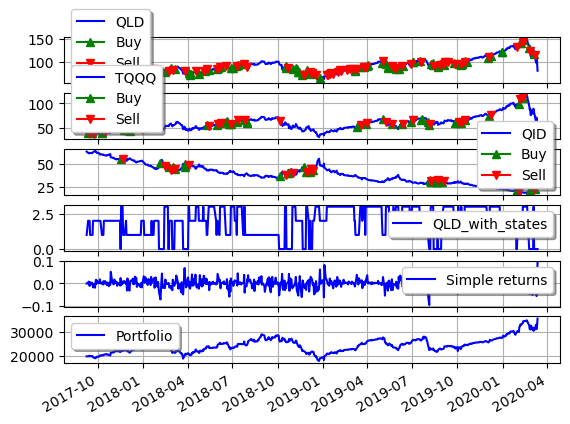 QLD
Buy
Sell
150
100
TQQQ
Buy
Sell
100
50
QID
Buy
Sell
50
25
QLD_with_states
2.5
0.0
Simple returns
0.1
0.0
-0.1
Portfolio
30000
20000
2017-10
2018-01
2018-04
2018-07
2018-10
2019-01
2019-04
2019-07
2019-10
2020-01
2020-04